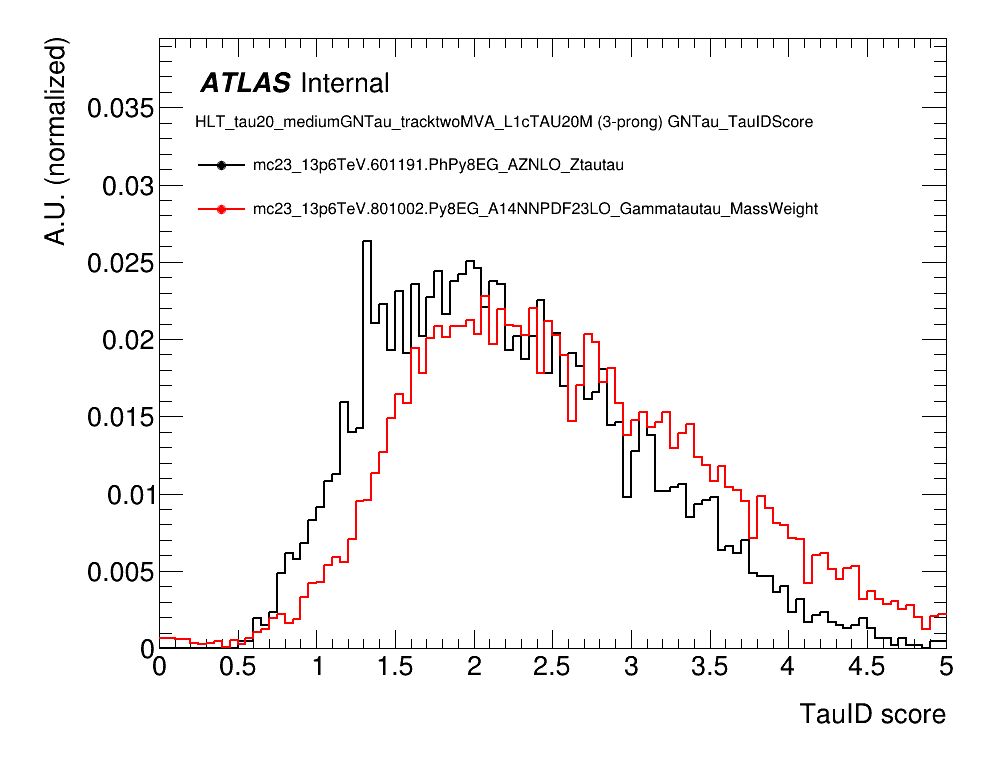 A.U. (normalized)
ATLAS Internal
HLT_tau20_mediumGNTau_tracktwoMVA_L1cTAU20M (3-prong) GNTau_TauIDScore
mc23_13p6TeV.601191.PhPy8EG_AZNLO_Ztautau
mc23_13p6TeV.801002.Py8EG_A14NNPDF23LO_Gammatautau_MassWeight
0.035
0.03
0.025
0.02
0.015
0.01
0.005
0
0 0.5 1 1.5 2 2.5 3 3.5 4 4.5 5
TauID score